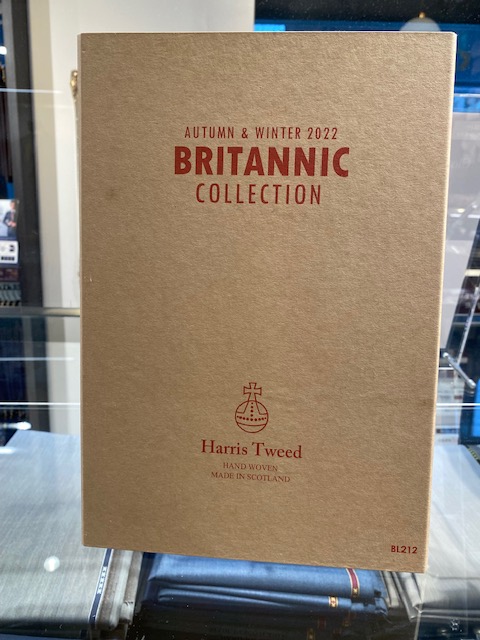 AUTUMN & WINTER 2022
BRITANNIC
COLLECTION
Harris Tweed
HAND WOVEN
MADE IN SCOTLAND
BL212